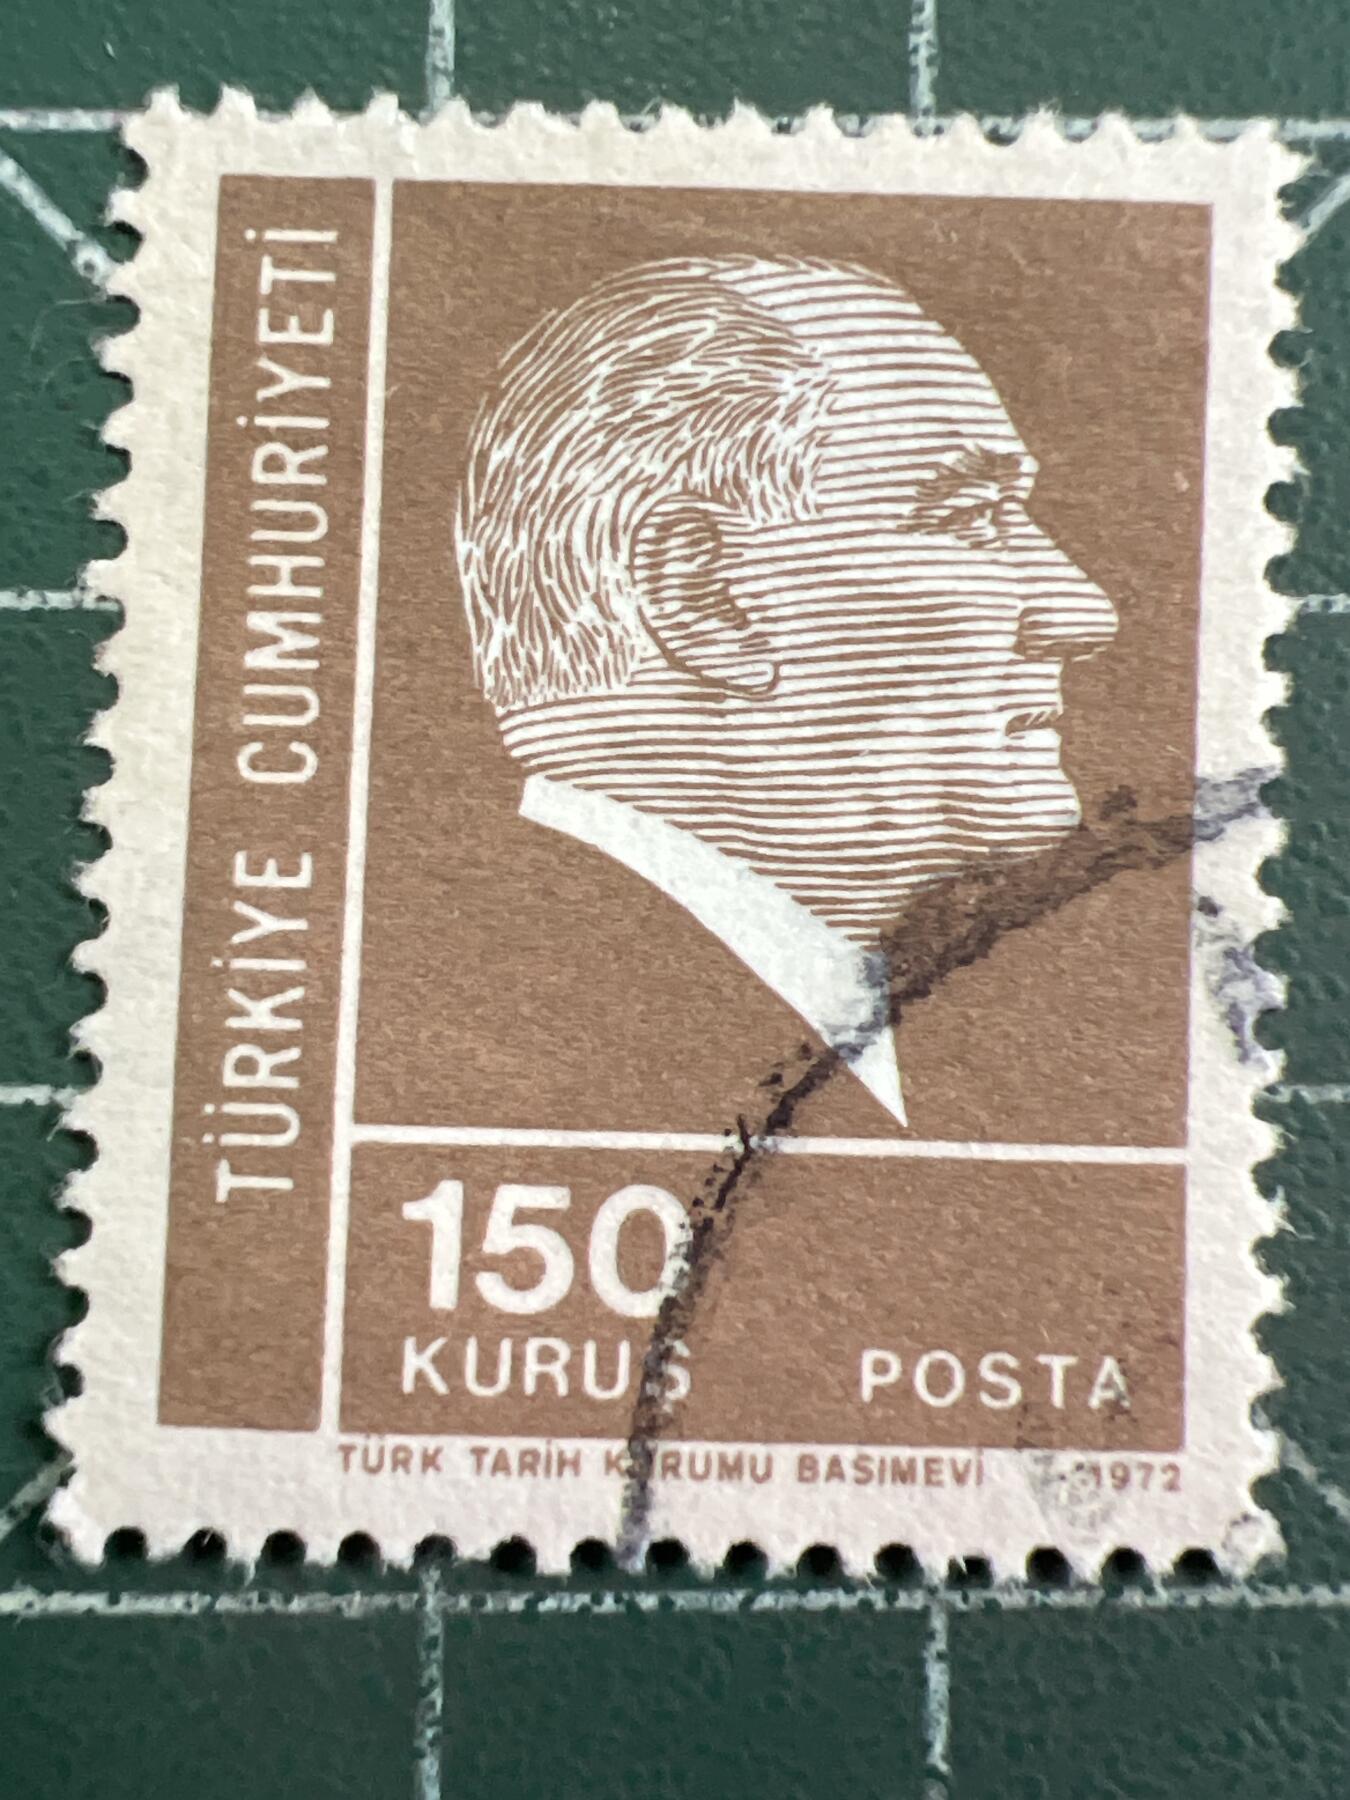 TÜRKİYE CUMHURİYETİ
150
KURUŞ
POSTA
TÜRK TARİH KURUMU BASIMEVİ 1972